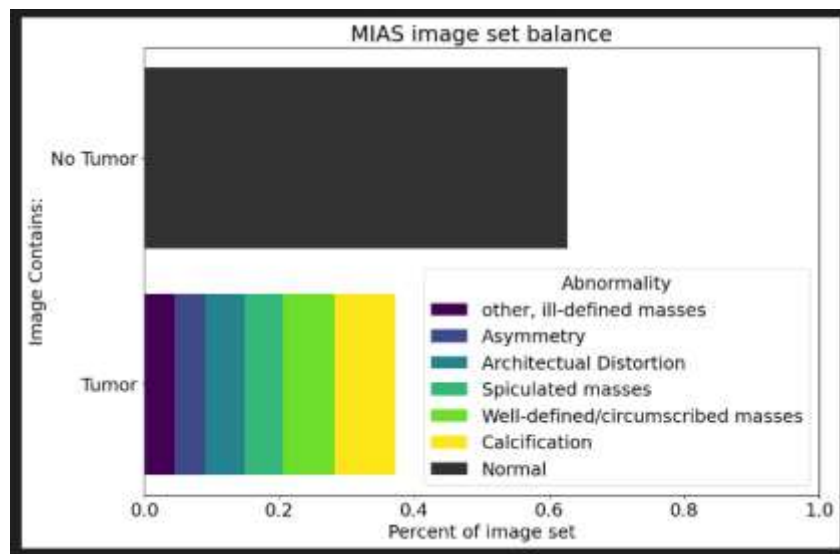 MIAS image set balance
Image Contains:
No Tumor
Tumor
Abnormality
other, ill-defined masses
Asymmetry
Architectual Distortion
Spiculated masses
Well-defined/circumscribed masses
Calcification
Normal
0.0 0.2 0.4 0.6 0.8 1.0
Percent of image set